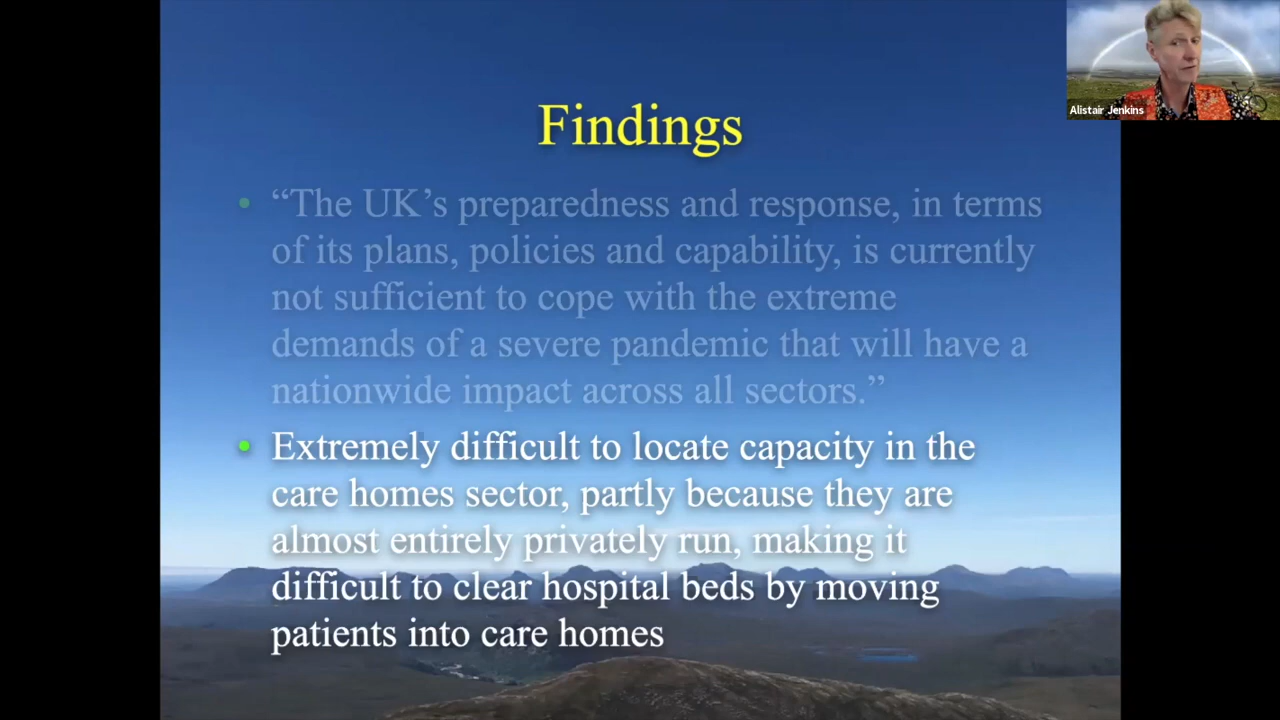 Alistair Jenkins
Findings
• “The UK’s preparedness and response, in terms
of its plans, policies and capability, is currently
not sufficient to cope with the extreme
demands of a severe pandemic that will have a
nationwide impact across all sectors.”
• Extremely difficult to locate capacity in the
care homes sector, partly because they are
almost entirely privately run, making it
difficult to clear hospital beds by moving
patients into care homes